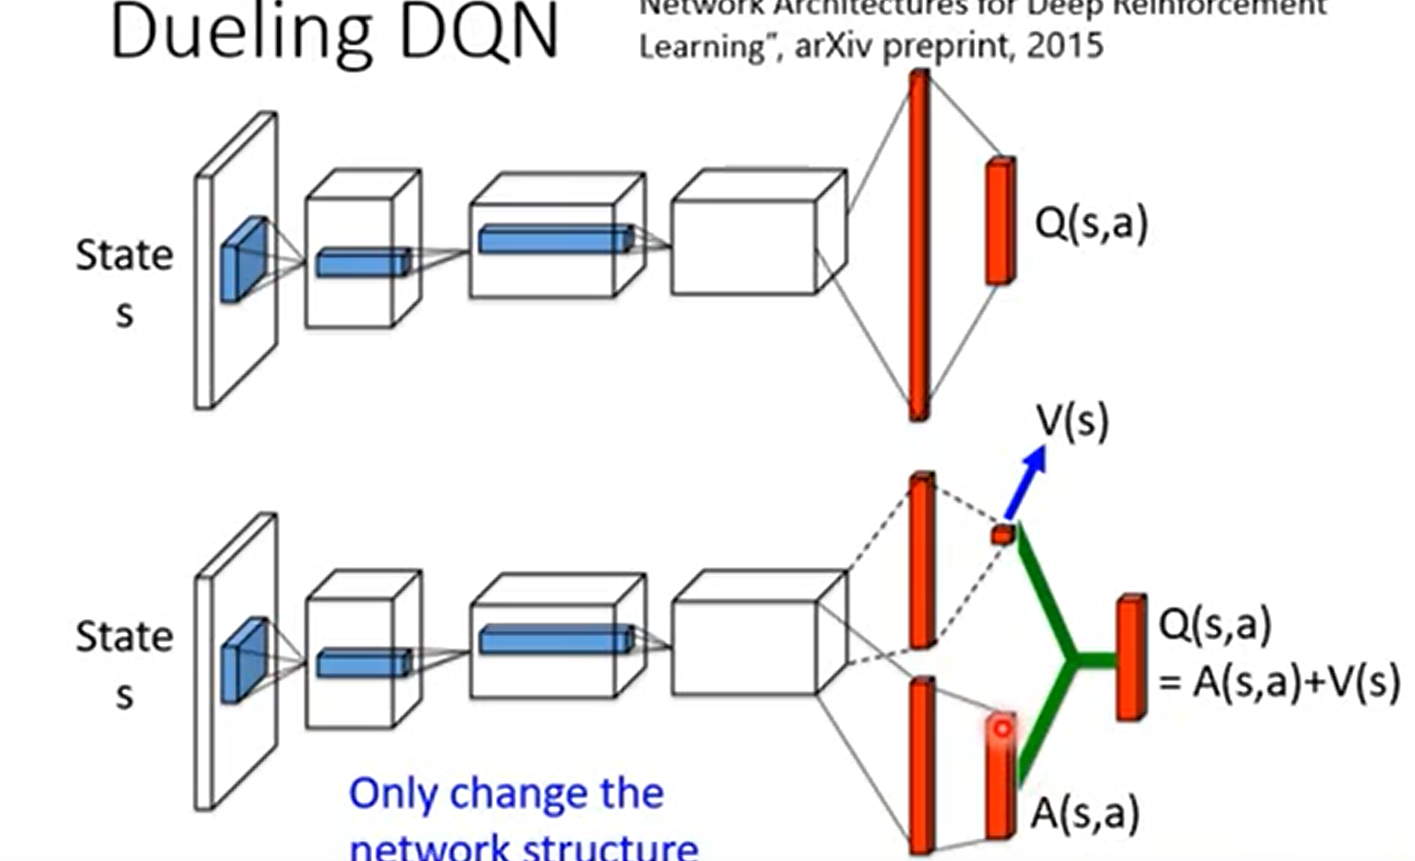 Dueling DQN
Network Architectures for Deep Reinforcement
Learning", arXiv preprint, 2015
State
s
Q(s,a)
V(s)
State
s
Q(s,a)
= A(s,a)+V(s)
A(s,a)
Only change the
network structure